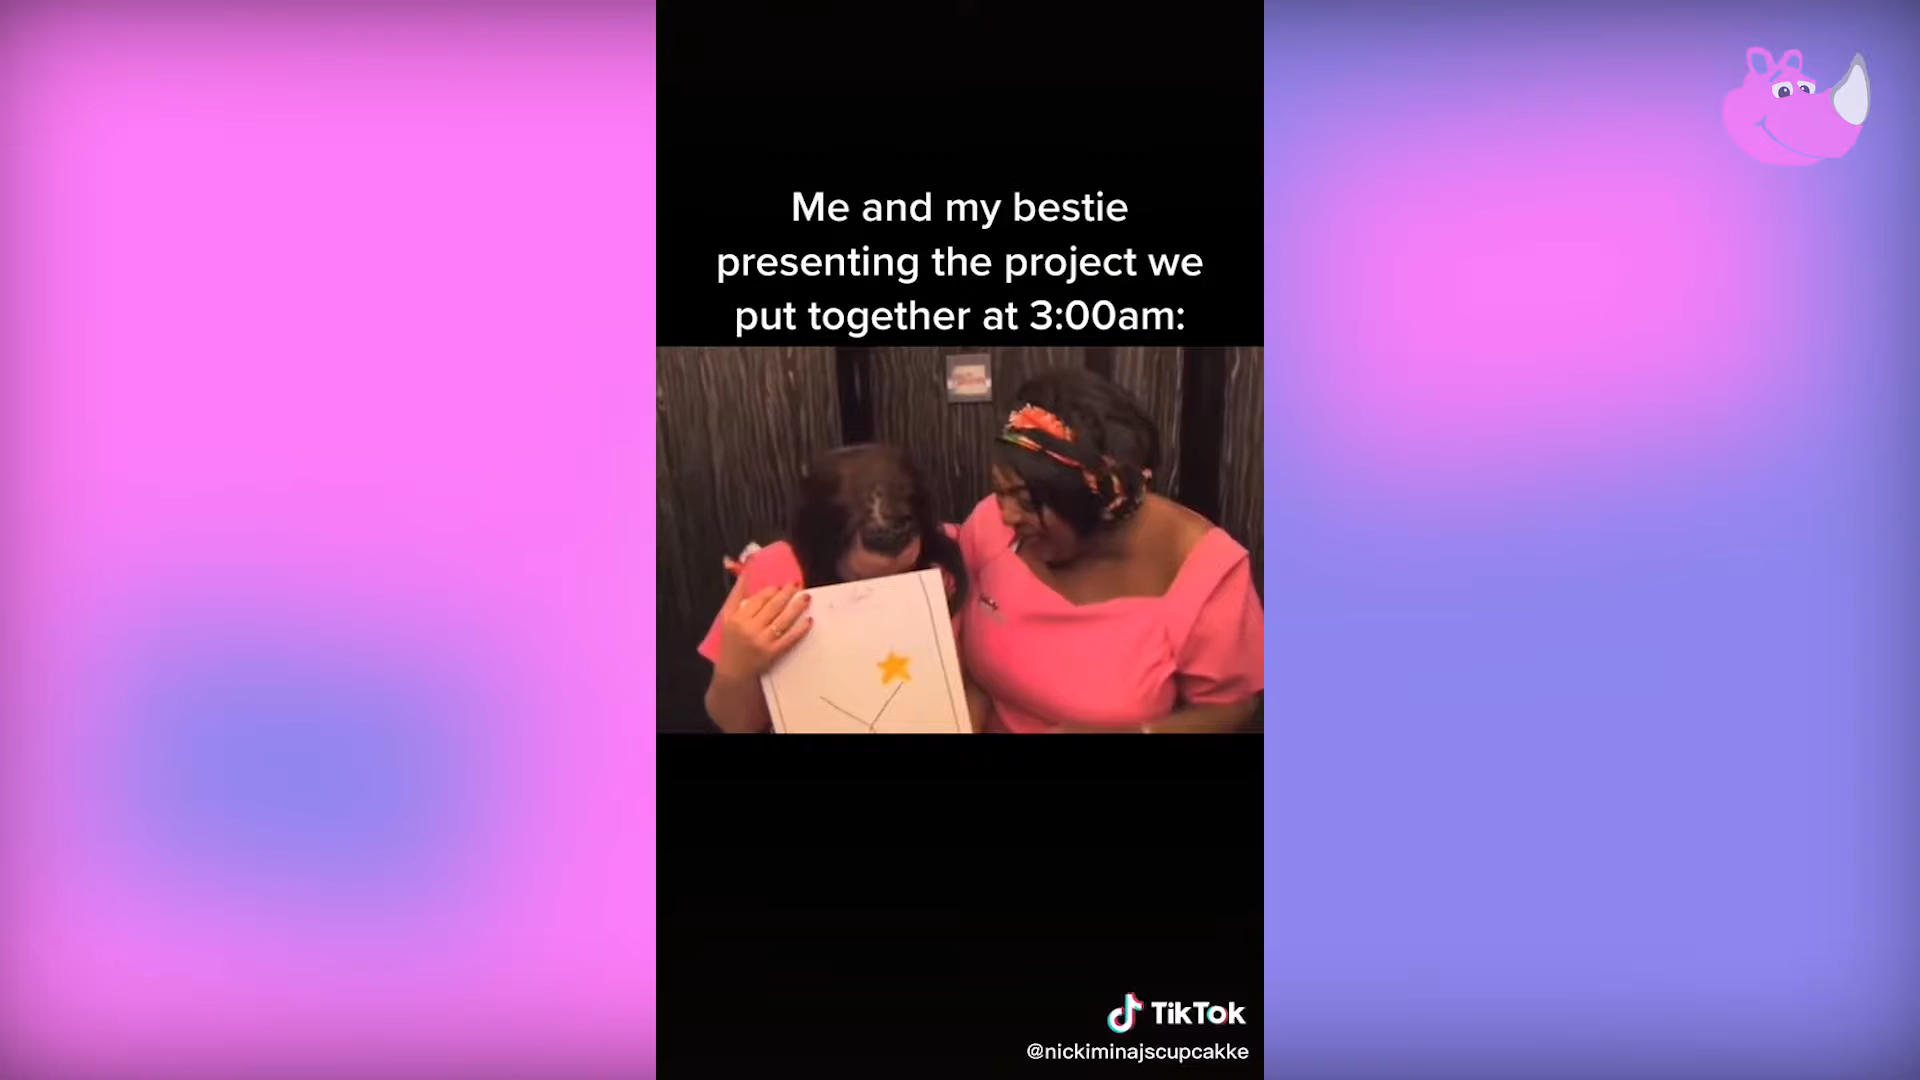 Me and my bestie
presenting the project we
put together at 3:00am:
TikTok
@nickiminajscupcakke